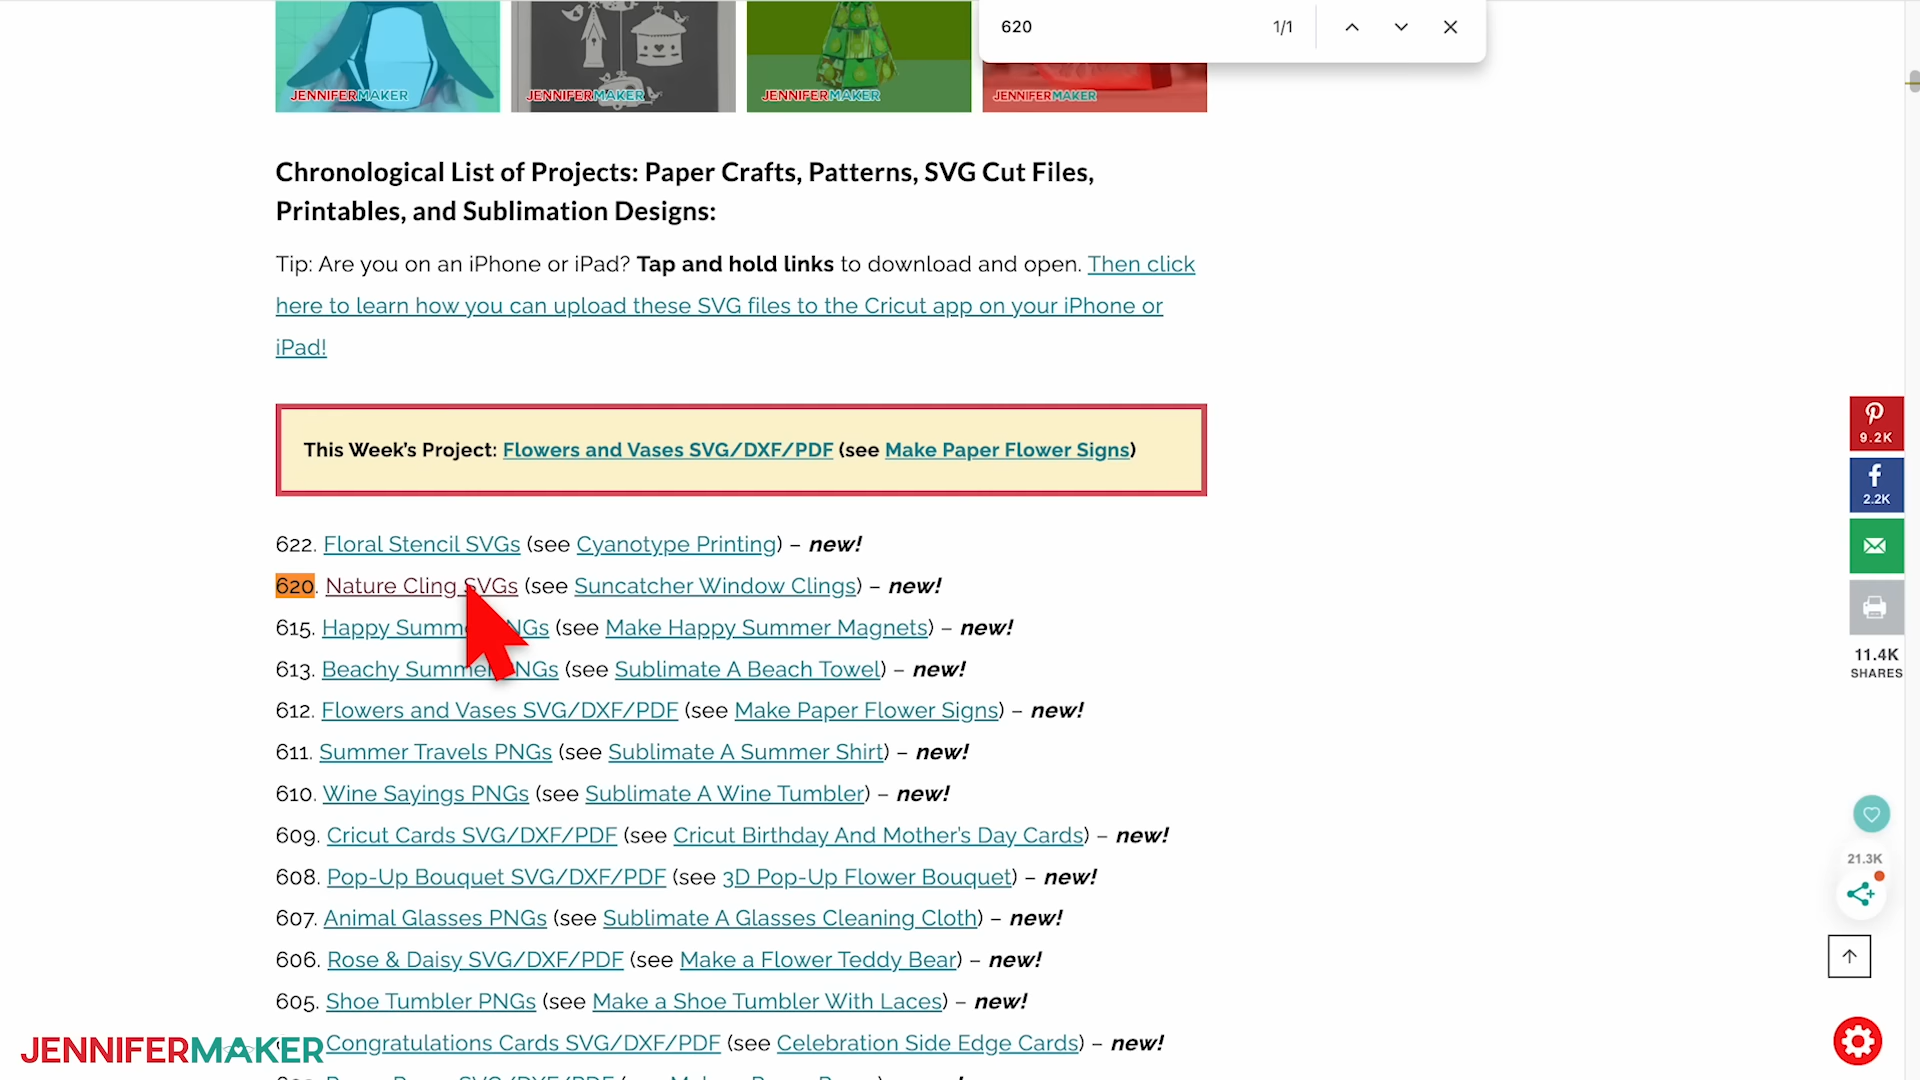 620
1/1
JENNIFERMAKER
JENNIFERMAKER
JENNIFERMAKER
JENNIFERMAKER
Chronological List of Projects: Paper Crafts, Patterns, SVG Cut Files,
Printables, and Sublimation Designs:
Tip: Are you on an iPhone or iPad? Tap and hold links to download and open. Then click
here to learn how you can upload these SVG files to the Cricut app on your iPhone or
iPad!
This Week's Project: Flowers and Vases SVG/DXF/PDF (see Make Paper Flower Signs)
622. Floral Stencil SVGs (see Cyanotype Printing) – new!
620. Nature Cling SVGs (see Suncatcher Window Clings) – new!
615. Happy Summ NGs (see Make Happy Summer Magnets) – new!
613. Beachy Summer NGs (see Sublimate A Beach Towel) – new!
612. Flowers and Vases SVG/DXF/PDF (see Make Paper Flower Signs) – new!
611. Summer Travels PNGs (see Sublimate A Summer Shirt) – new!
610. Wine Sayings PNGs (see Sublimate A Wine Tumbler) – new!
609. Cricut Cards SVG/DXF/PDF (see Cricut Birthday And Mother's Day Cards) – new!
608. Pop-Up Bouquet SVG/DXF/PDF (see 3D Pop-Up Flower Bouquet) – new!
607. Animal Glasses PNGs (see Sublimate A Glasses Cleaning Cloth) – new!
606. Rose & Daisy SVG/DXF/PDF (see Make a Flower Teddy Bear) – new!
605. Shoe Tumbler PNGs (see Make a Shoe Tumbler With Laces) – new!
Congratulations Cards SVG/DXF/PDF (see Celebration Side Edge Cards) – new!
9.2K
2.2K
11.4K
SHARES
21.3K
JENNIFERMAKER